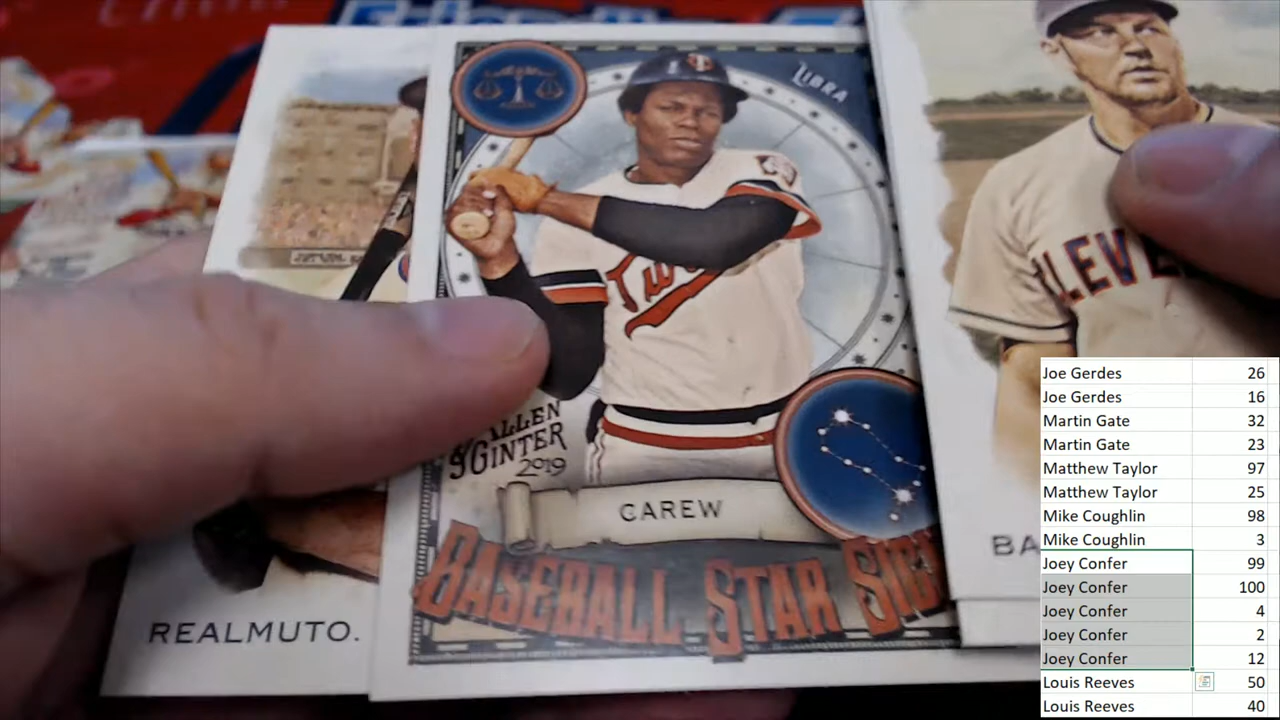 LIBRA
Twins
CLEVE
ALLEN
& GINTER
2019
CAREW
BASEBALL STAR SIG
REALMUTO.
BA
Joe Gerdes 26
Joe Gerdes 16
Martin Gate 32
Martin Gate 23
Matthew Taylor 97
Matthew Taylor 25
Mike Coughlin 98
Mike Coughlin 3
Joey Confer 99
Joey Confer 100
Joey Confer 4
Joey Confer 2
Joey Confer 12
Louis Reeves 50
Louis Reeves 40